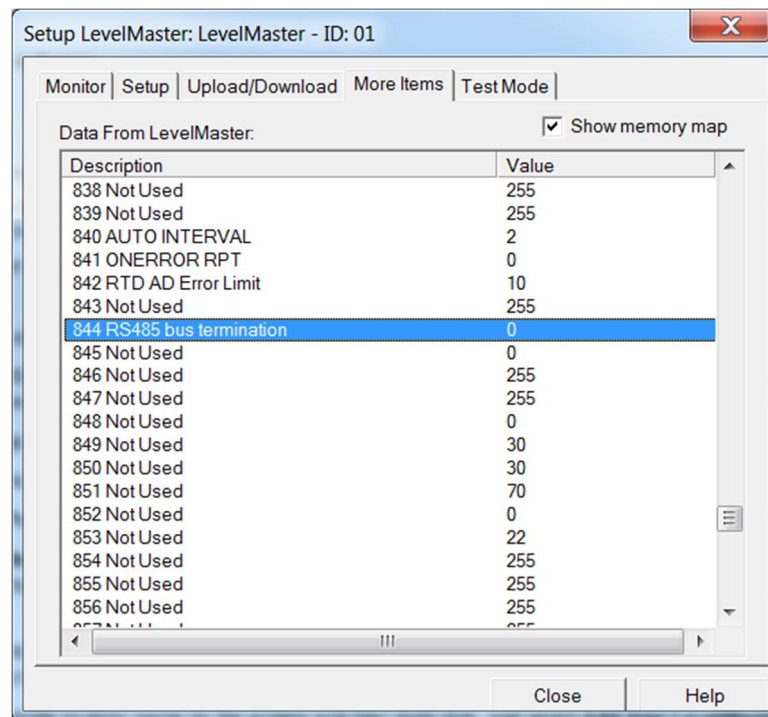 Setup LevelMaster: LevelMaster - ID: 01
Monitor Setup Upload/Download More Items Test Mode
Data From LevelMaster: Show memory map
Description Value
838 Not Used 255
839 Not Used 255
840 AUTO INTERVAL 2
841 ONERROR RPT 0
842 RTD AD Error Limit 10
843 Not Used 255
844 RS485 bus termination 0
845 Not Used 0
846 Not Used 255
847 Not Used 255
848 Not Used 0
849 Not Used 30
850 Not Used 30
851 Not Used 70
852 Not Used 0
853 Not Used 22
854 Not Used 255
855 Not Used 255
856 Not Used 255
Close Help